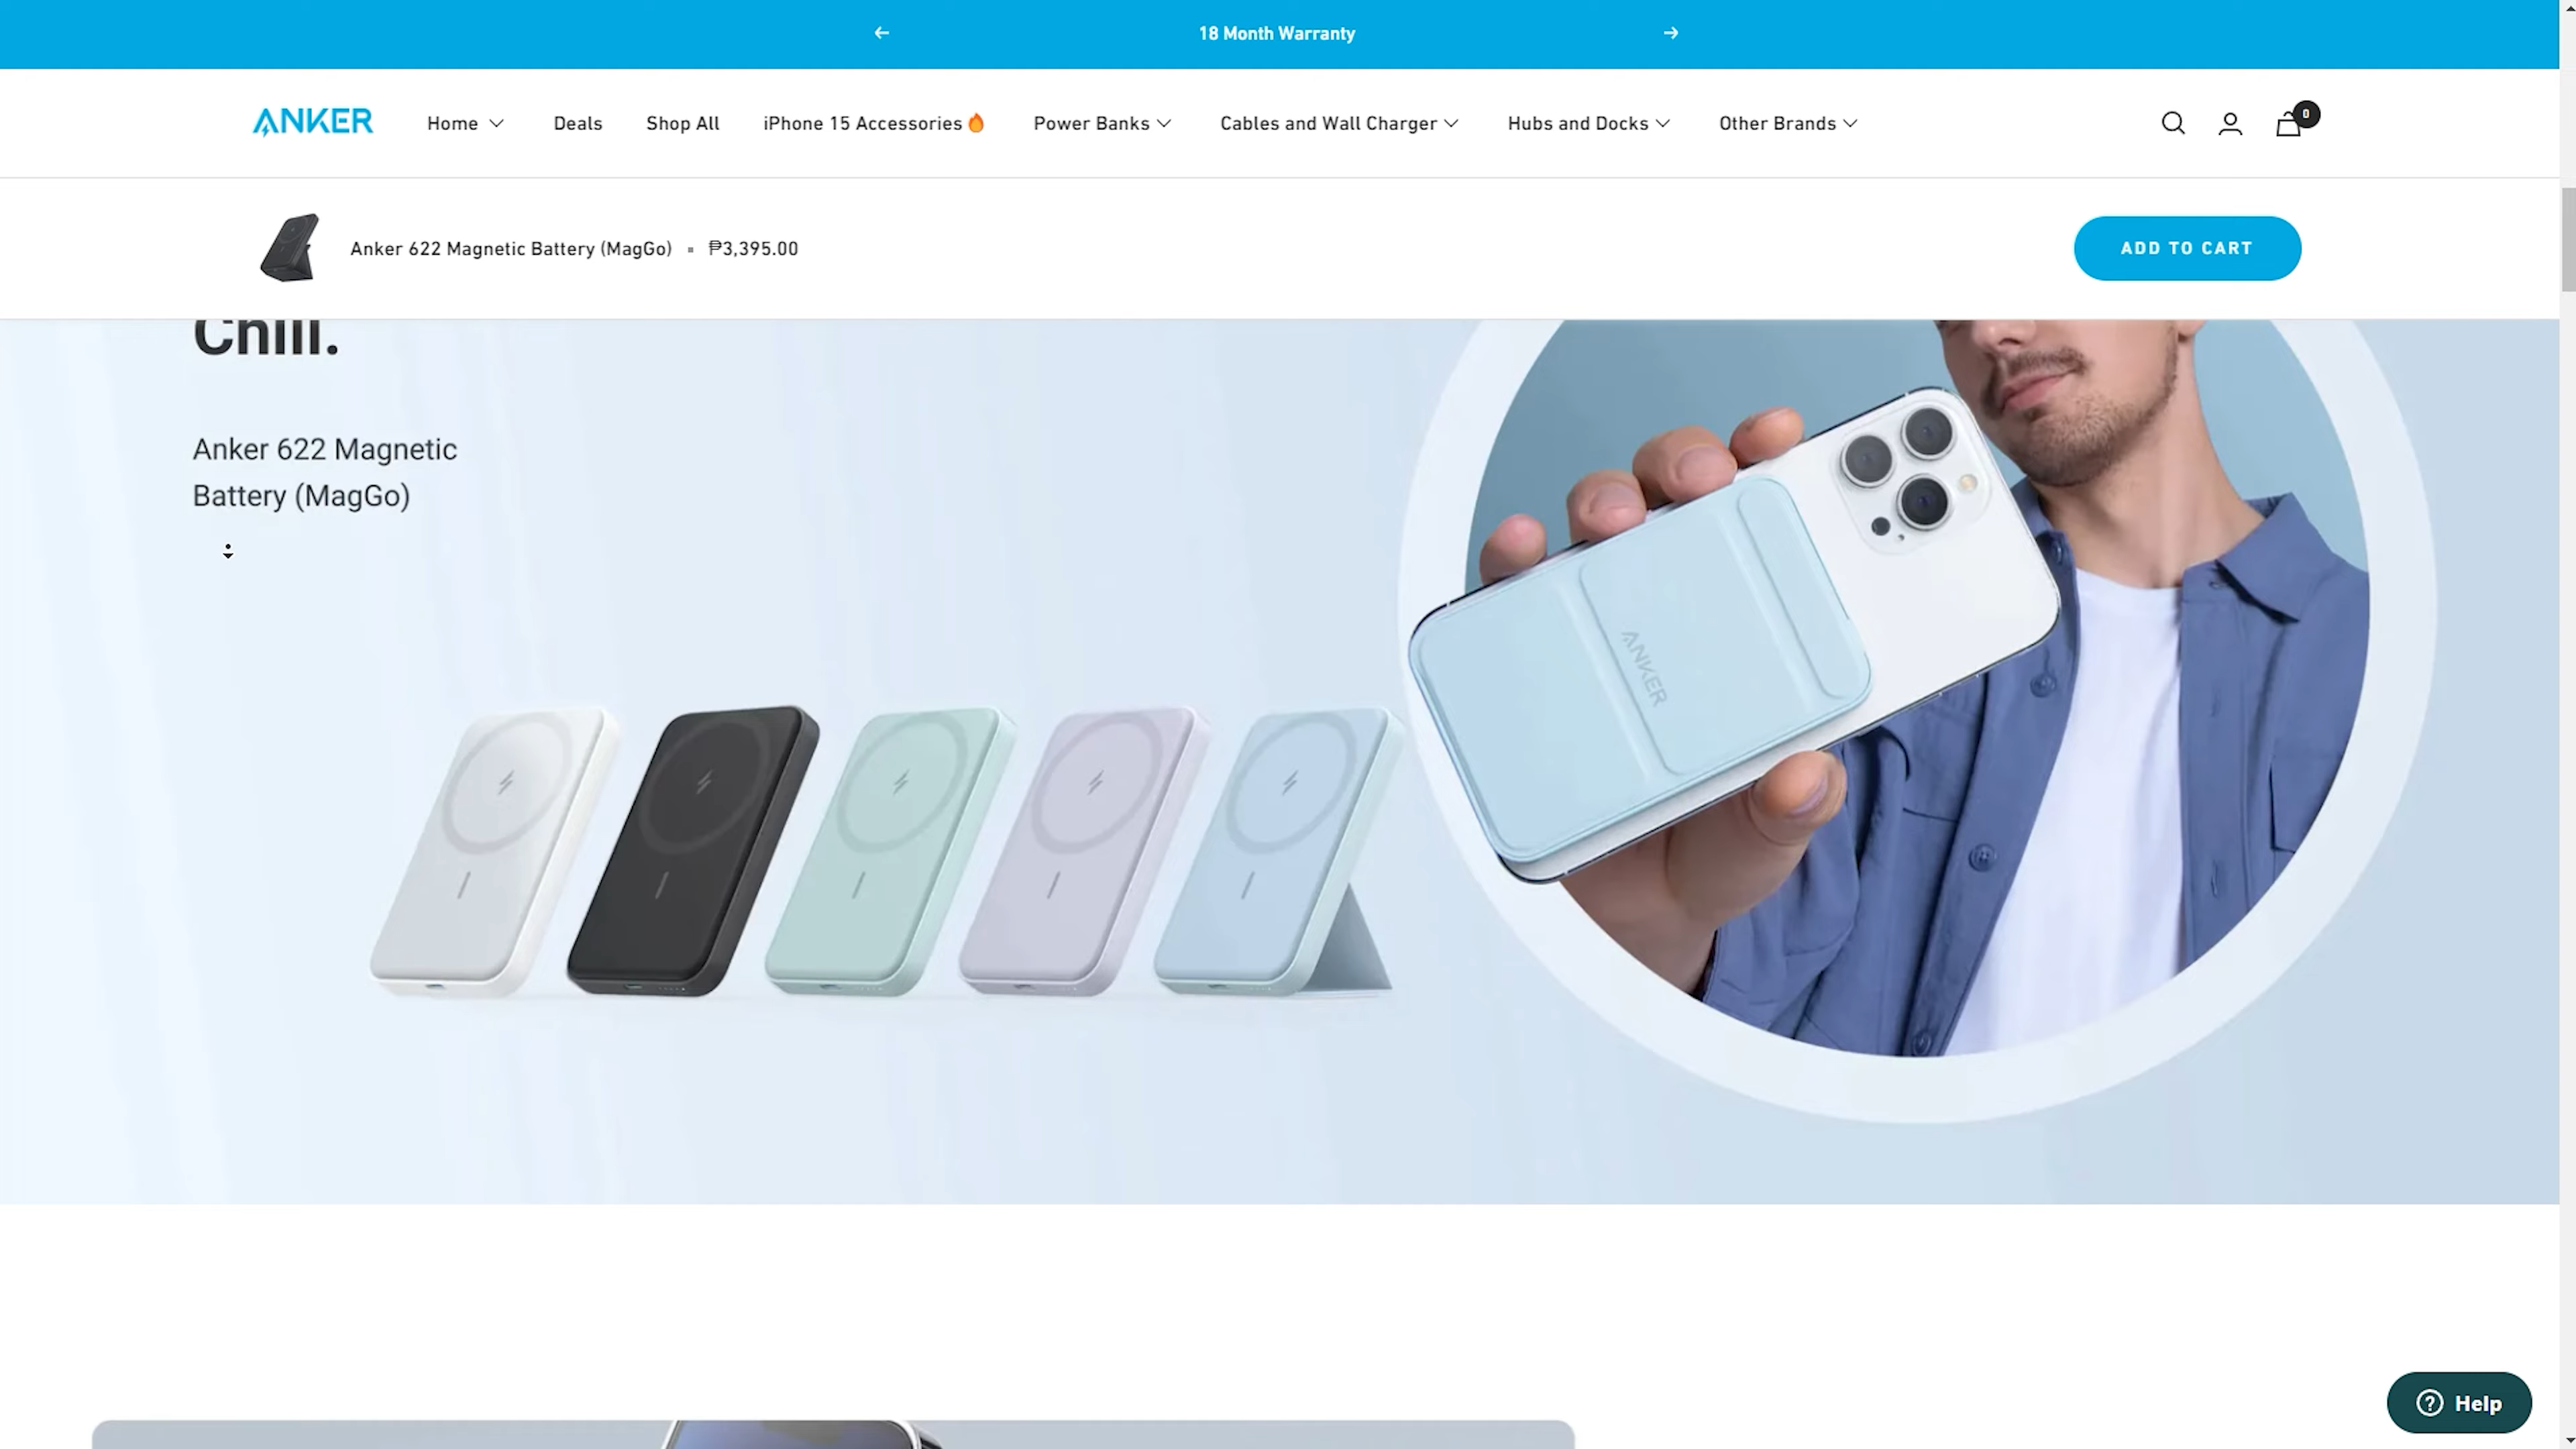 18 Month Warranty
ANKER
Home
Deals
Shop All
iPhone 15 Accessories🔥
Power Banks
Cables and Wall Charger
Hubs and Docks
Other Brands
0
Anker 622 Magnetic Battery (MagGo) ▪ ₱3,395.00
ADD TO CART
Chill.
Anker 622 Magnetic
Battery (MagGo)
ANKER
Help